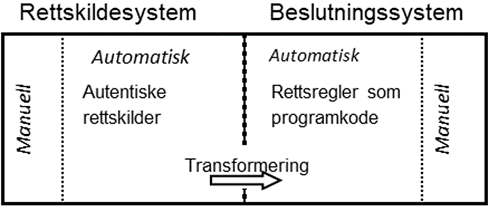 Rettskildesystem
Beslutningssystem
Manuell
Automatisk
Autentiske
rettskilder
Automatisk
Rettsregler som
programkode
Manuell
Transformering